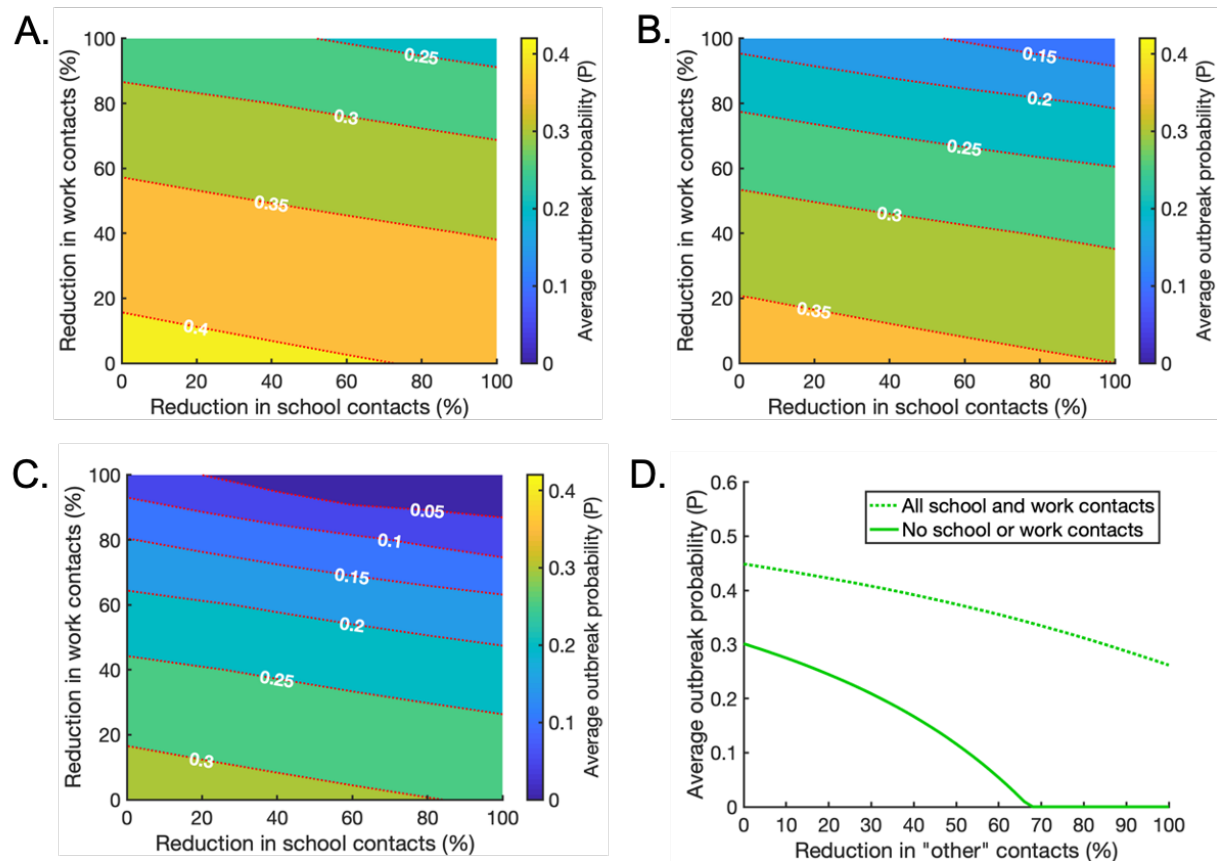 A.
100
80
60
40
20
0
Reduction in work contacts (%)
0.25
0.3
0.35
0.4
0 20 40 60 80 100
Reduction in school contacts (%)
0.4
0.3
0.2
0.1
0
Average outbreak probability (P)
B.
100
80
60
40
20
0
Reduction in work contacts (%)
0.15
0.2
0.25
0.3
0.35
0 20 40 60 80 100
Reduction in school contacts (%)
0.4
0.3
0.2
0.1
0
Average outbreak probability (P)
C.
100
80
60
40
20
0
Reduction in work contacts (%)
0.05
0.1
0.15
0.2
0.25
0.3
0 20 40 60 80 100
Reduction in school contacts (%)
0.4
0.3
0.2
0.1
0
Average outbreak probability (P)
D.
0.6
0.5
0.4
0.3
0.2
0.1
0
Average outbreak probability (P)
All school and work contacts
No school or work contacts
0 10 20 30 40 50 60 70 80 90 100
Reduction in "other" contacts (%)